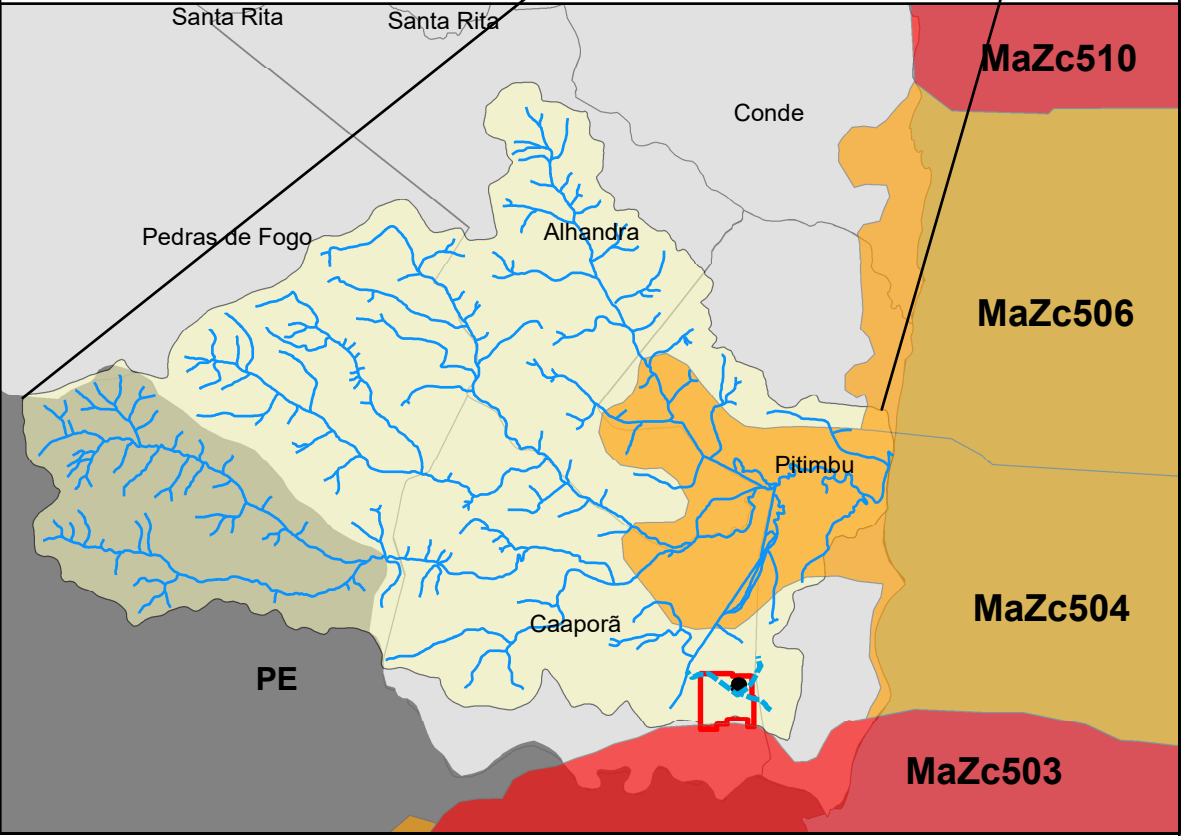 Santa Rita
Santa Rita
MaZc510
Conde
Pedras de Fogo
Alhandra
MaZc506
Pitimbu
MaZc504
Caaporã
PE
MaZc503